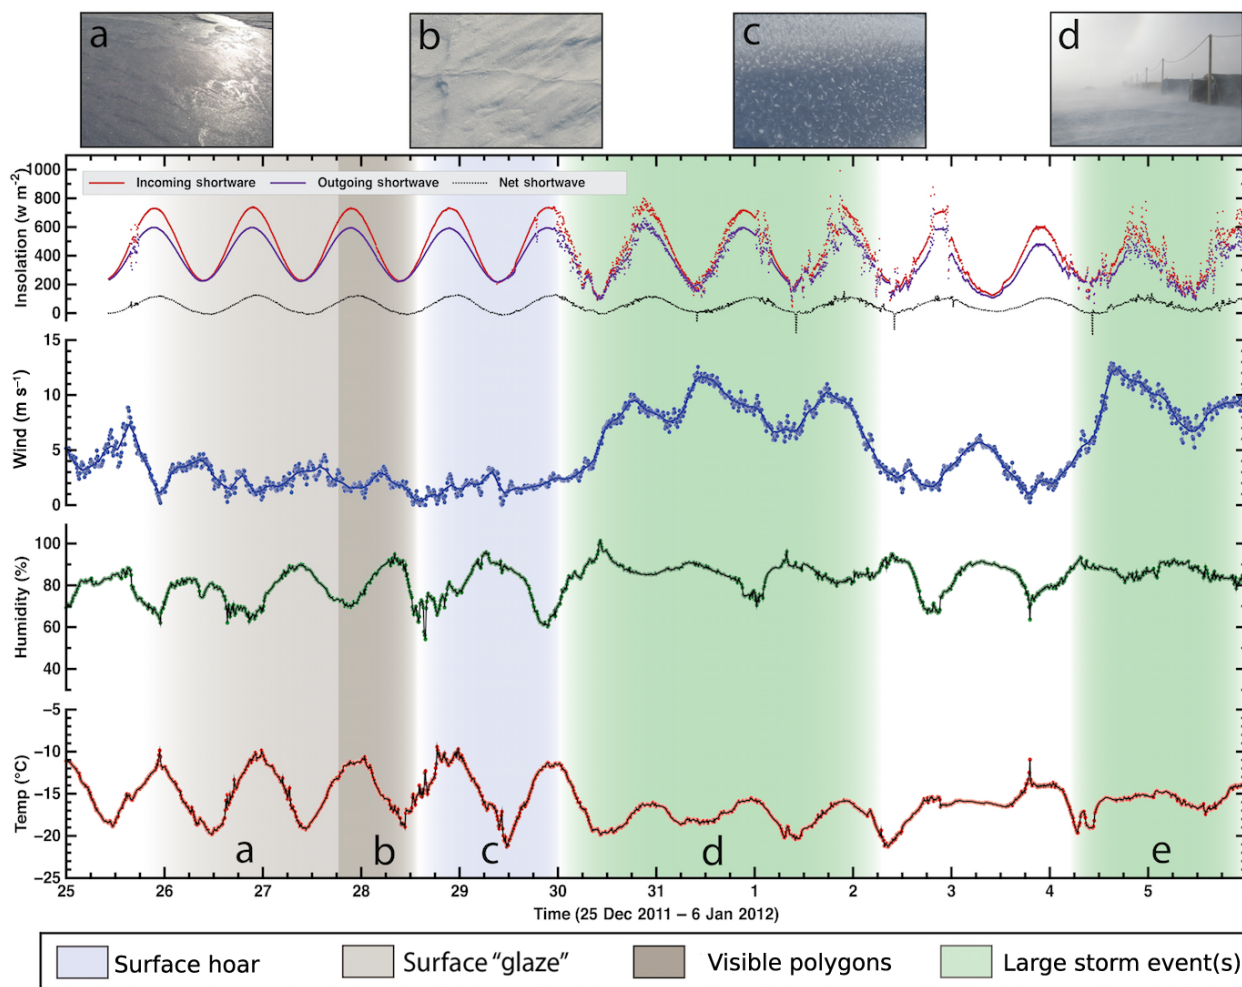 a
b
c
d
Incoming shortware
Outgoing shortwave
Net shortwave
Insolation (w m⁻²)
1000
800
600
400
200
0
Wind (m s⁻¹)
15
10
5
0
Humidity (%)
100
80
60
40
Temp (°C)
−5
−10
−15
−20
−25
a b c d e
25 26 27 28 29 30 31 1 2 3 4 5
Time (25 Dec 2011 – 6 Jan 2012)
Surface hoar
Surface “glaze”
Visible polygons
Large storm event(s)